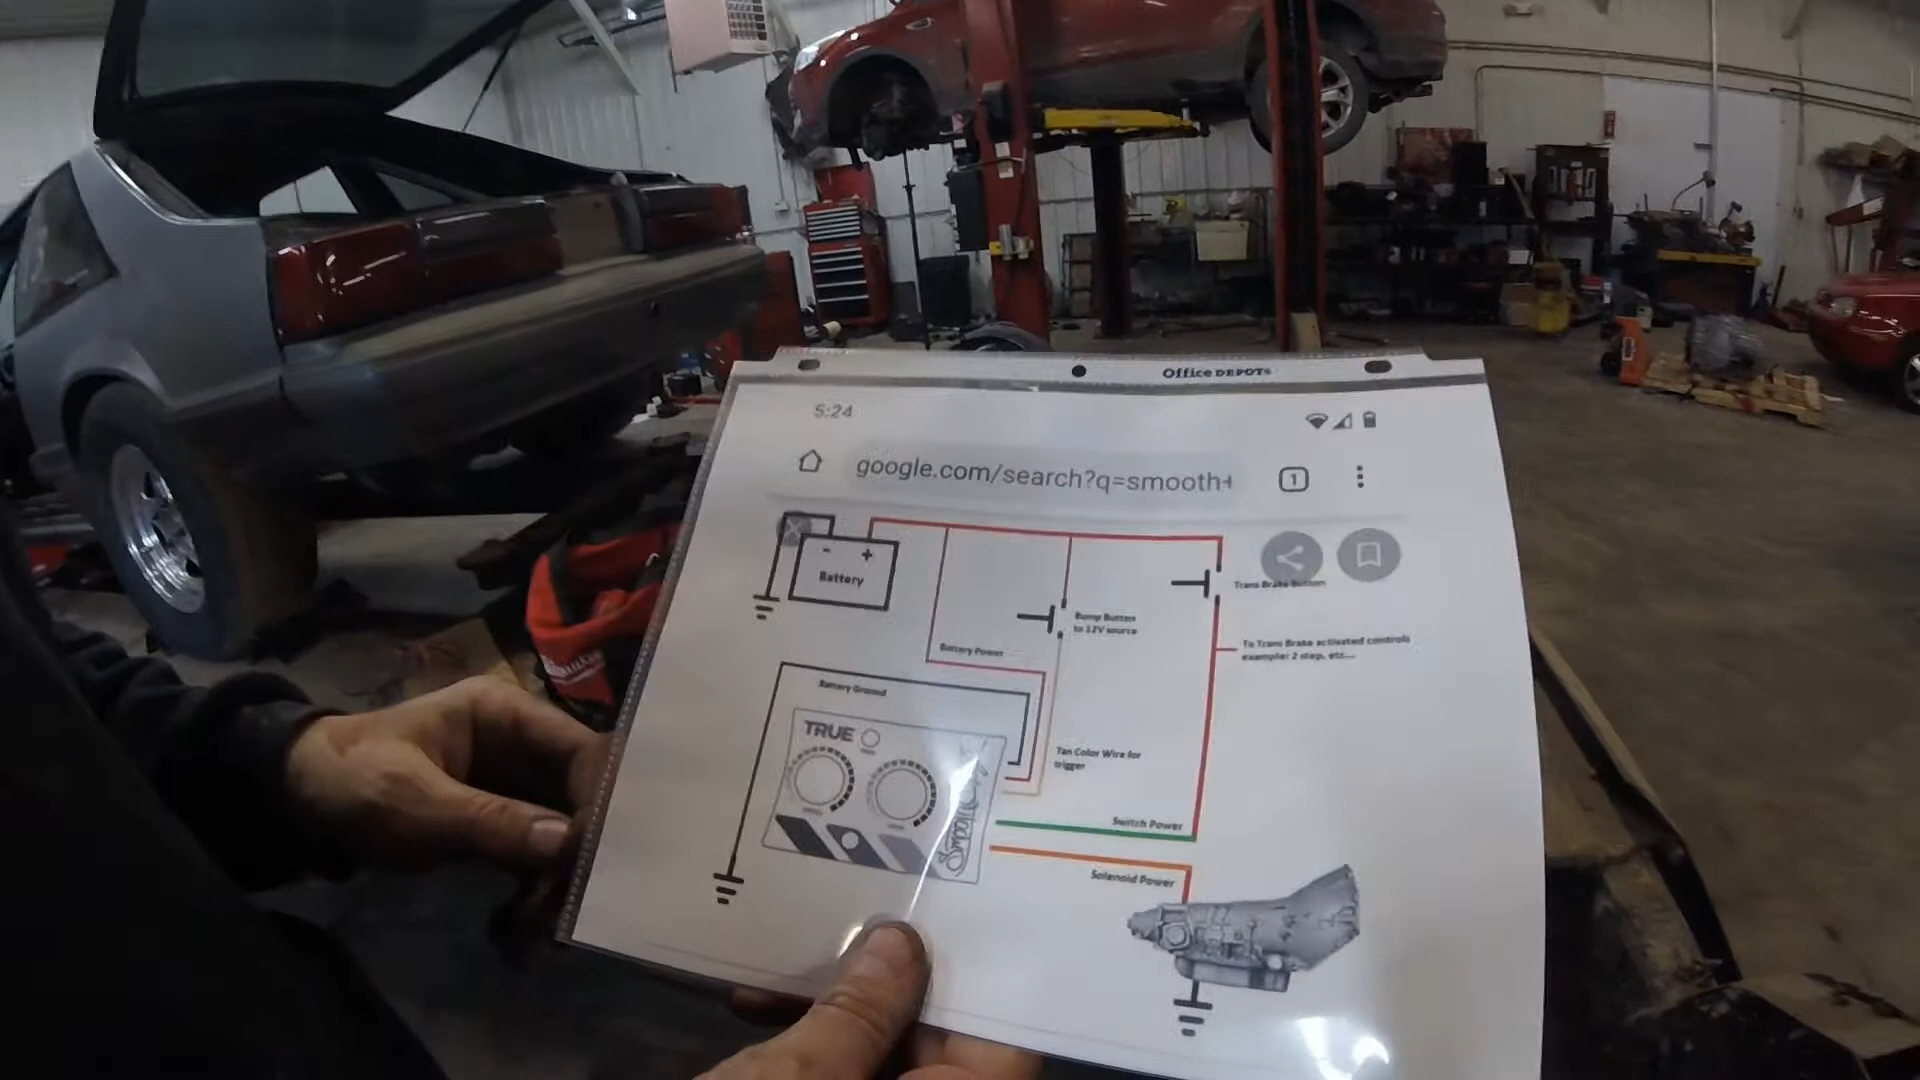 Office DEPOT
5:24
google.com/search?q=smooth+
1
- +
Battery
Trans Brake Button
Bump Button
to 12V source
To Trans Brake activated controls
example: 2 step, etc...
Battery Power
Battery Ground
TRUE
Tan Color Wire for
trigger
Switch Power
Solenoid Power